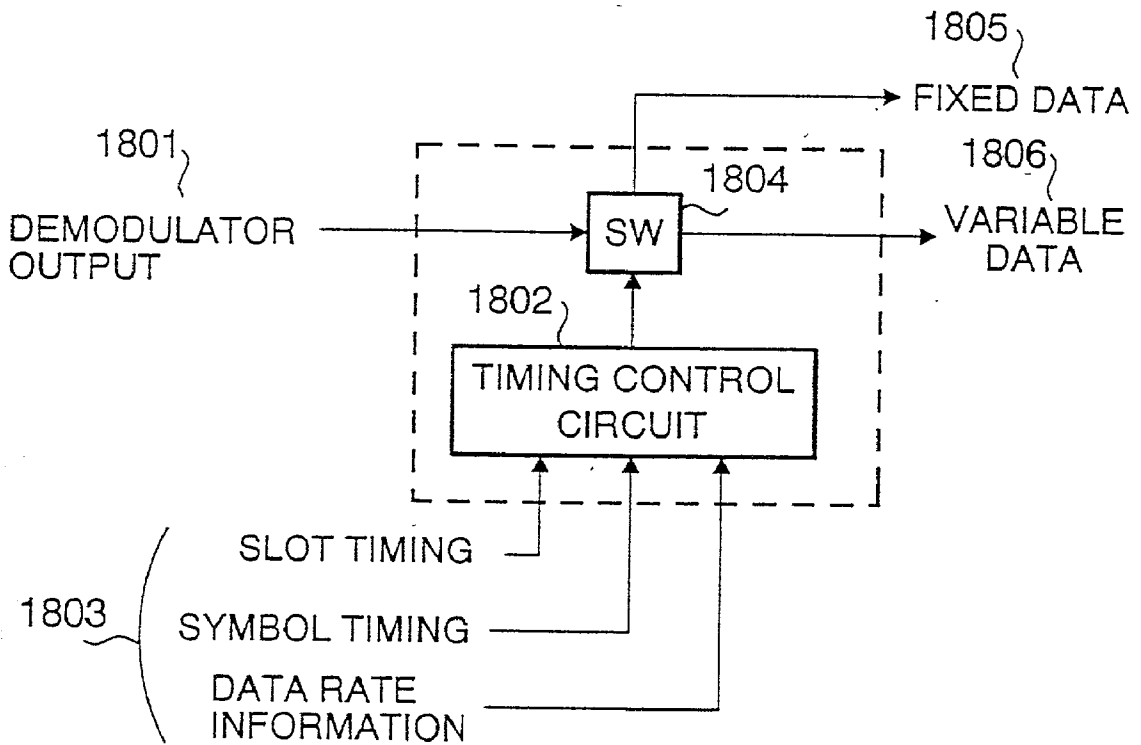 1805
FIXED DATA
1801
1806
1804
DEMODULATOR
OUTPUT
SW
VARIABLE
DATA
1802
TIMING CONTROL
CIRCUIT
SLOT TIMING
1803
SYMBOL TIMING
DATA RATE
INFORMATION